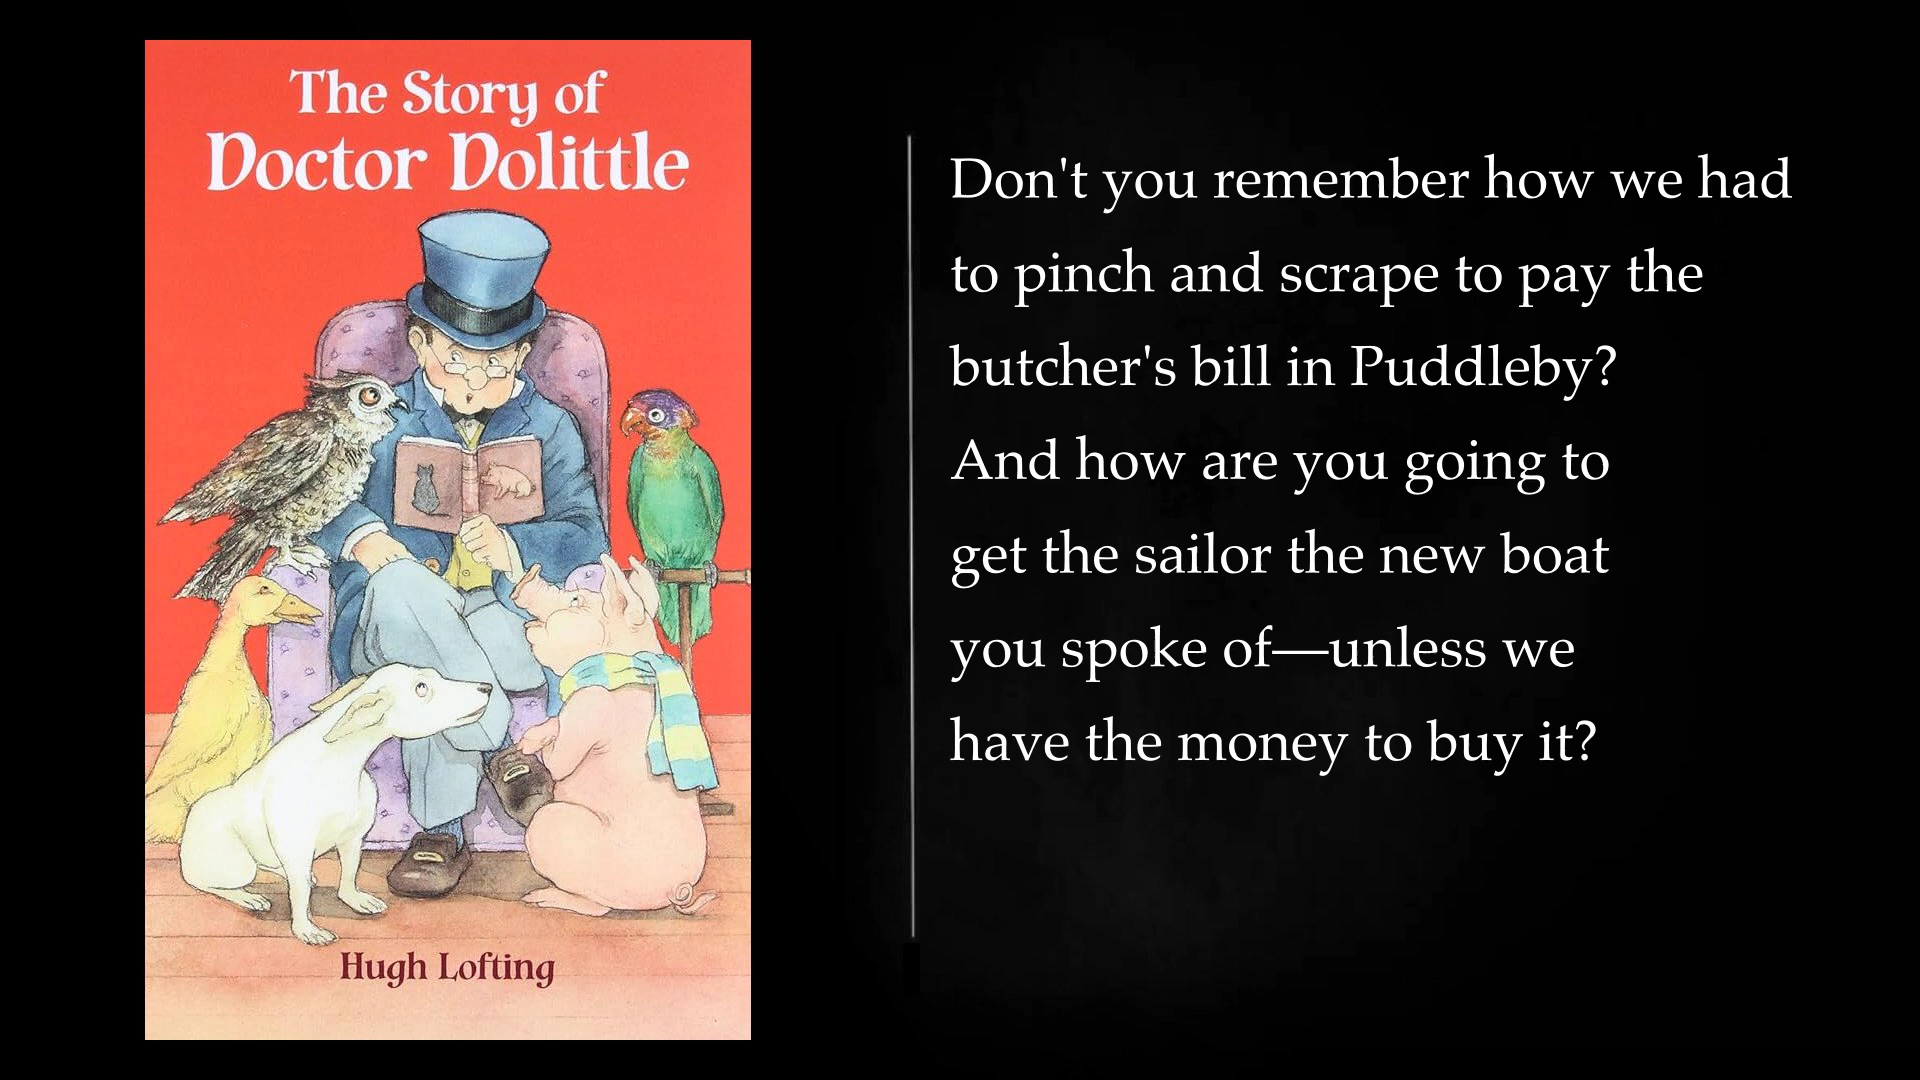 The Story of
Doctor Dolittle
Hugh Lofting
Don't you remember how we had
to pinch and scrape to pay the
butcher's bill in Puddleby?
And how are you going to
get the sailor the new boat
you spoke of—unless we
have the money to buy it?